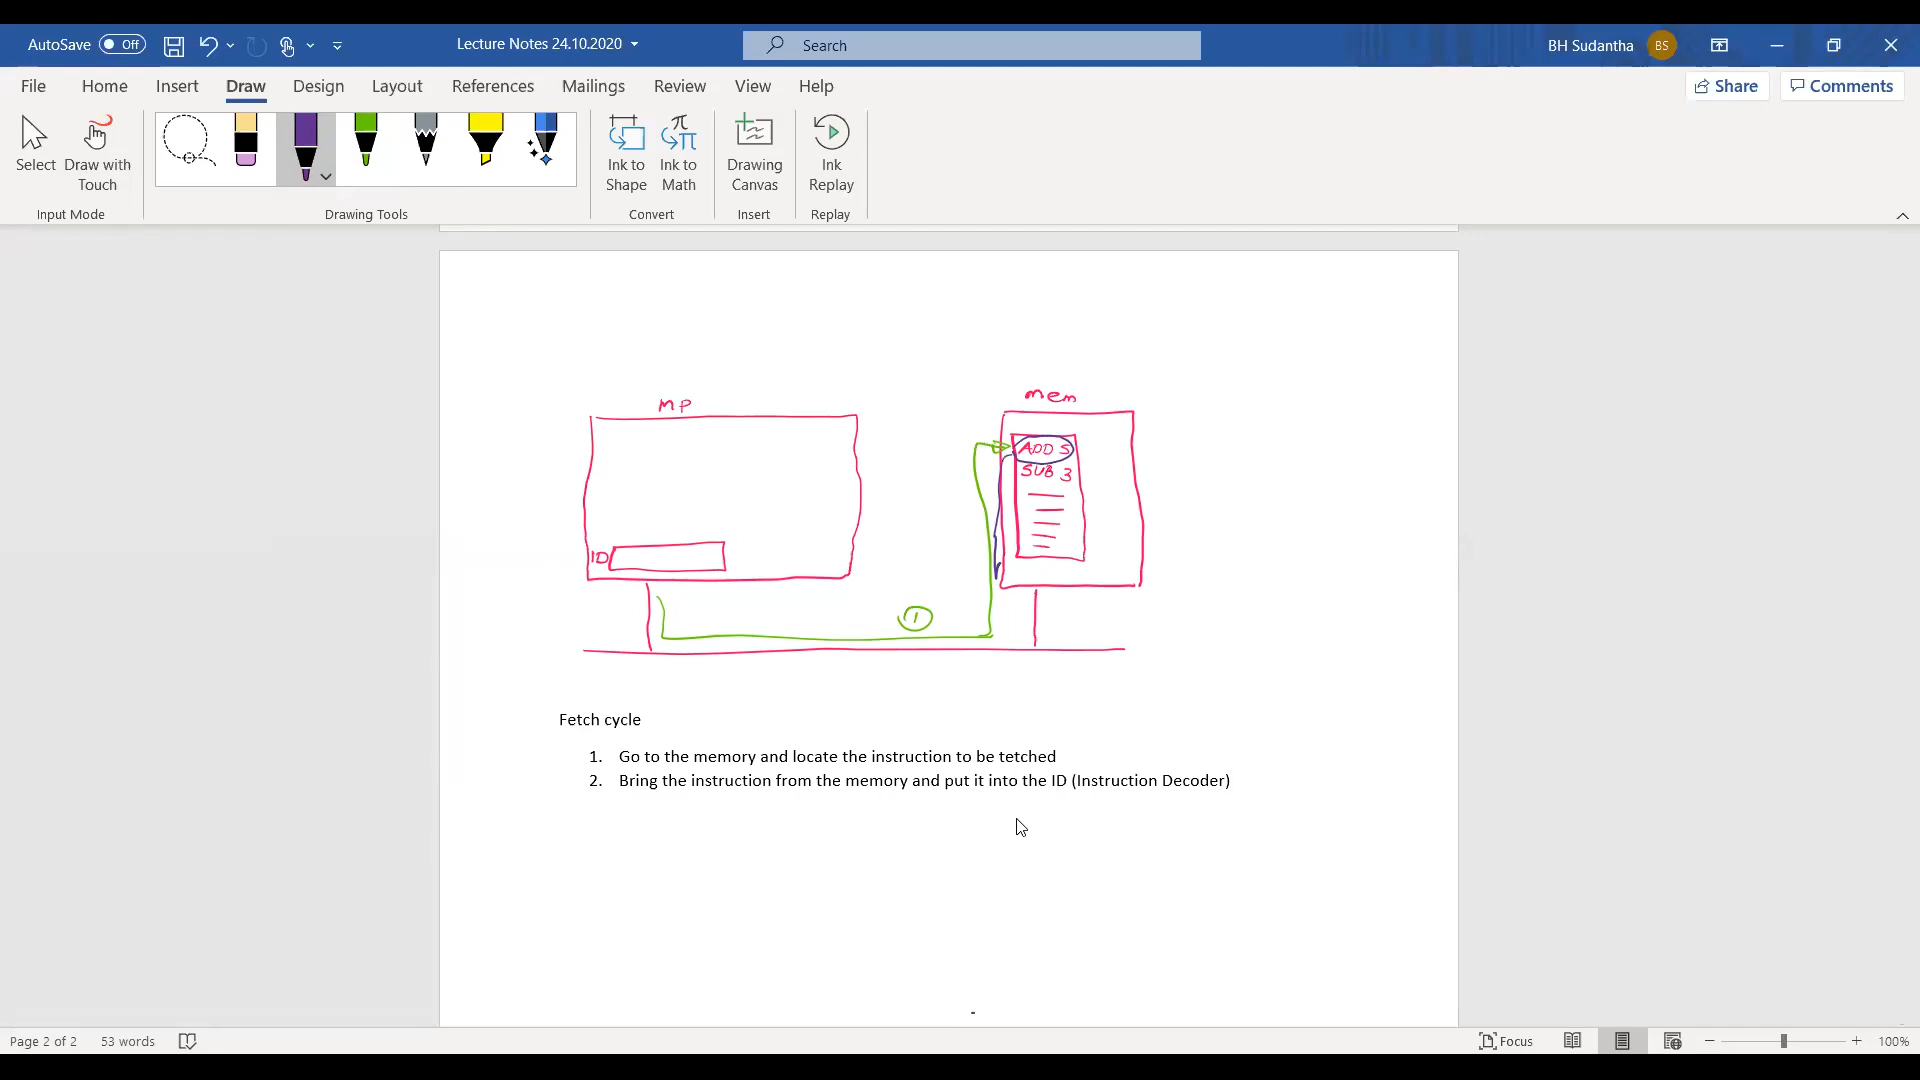 AutoSave Off
Lecture Notes 24.10.2020
Search
BH Sudantha BS
File Home Insert Draw Design Layout References Mailings Review View Help
Share Comments
Select
Draw with Touch
Input Mode
Drawing Tools
Ink to Shape
Ink to Math
Convert
Drawing Canvas
Insert
Ink Replay
Replay
MP
mem
ADD 5
SUB 3
ID
1
Fetch cycle
1. Go to the memory and locate the instruction to be tetched
2. Bring the instruction from the memory and put it into the ID (Instruction Decoder)
Page 2 of 2 53 words
Focus
100%